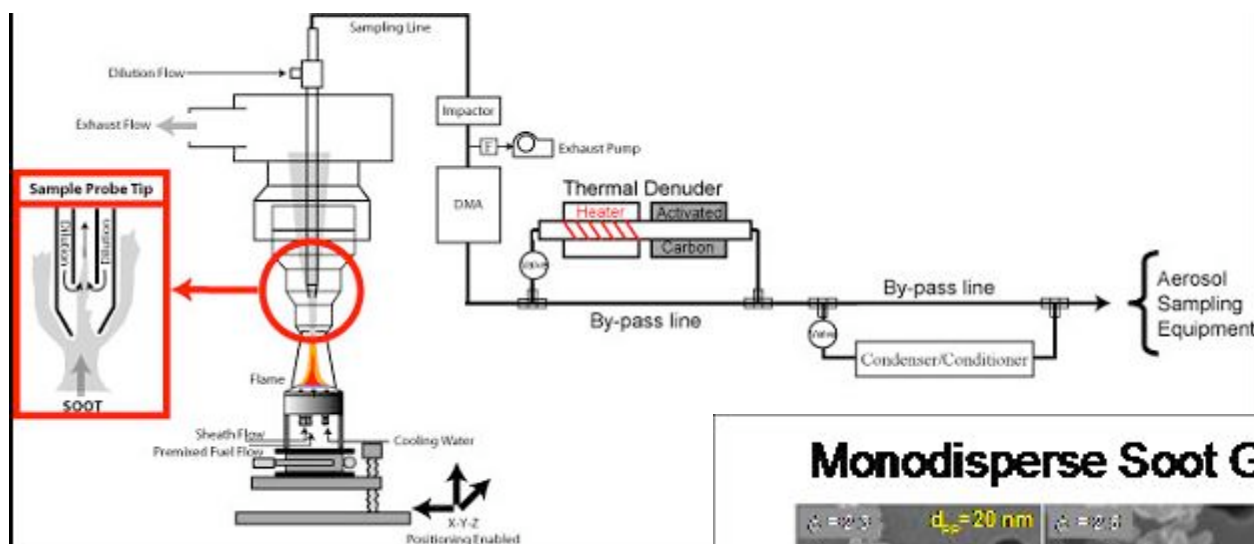 Sampling Line
Dilution Flow
Impactor
Exhaust Flow
F
Exhaust Pump
Sample Probe Tip
Dilution
Dilution
SOOT
DMA
Thermal Denuder
Heater
Activated
Carbon
Valve
By-pass line
By-pass line
Aerosol
Sampling
Equipment
Valve
Condenser/Conditioner
Flame
Sheath Flow
Premixed Fuel Flow
Cooling Water
X-Y-Z
Positioning Enabled
Monodisperse Soot G
=20 nm